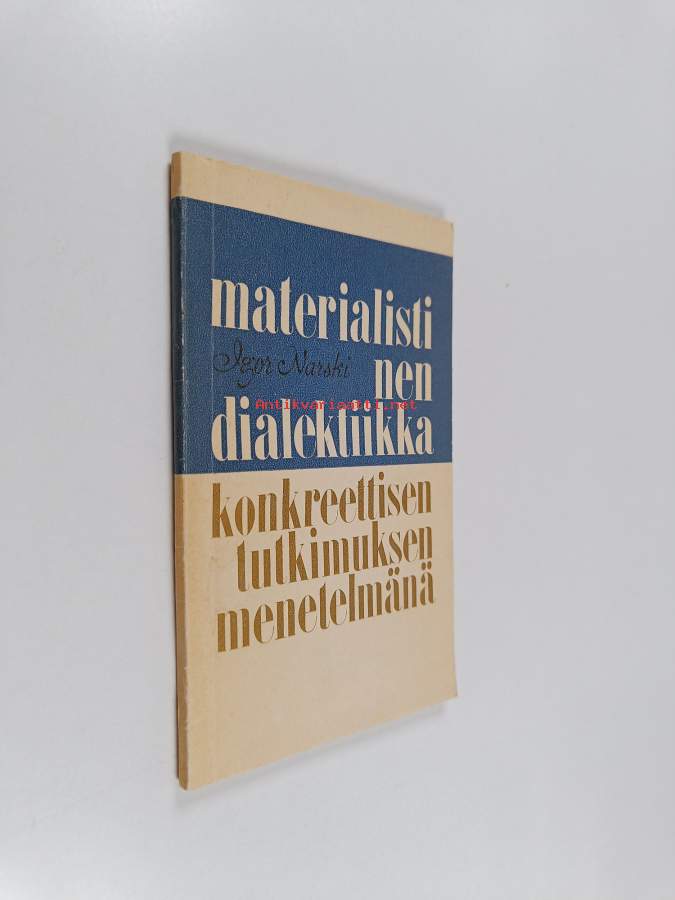 materialisti
Igor Narski
nen
Antikvariaatti.net
dialektiikka
konkreettisen
tutkimuksen
menetelmänä